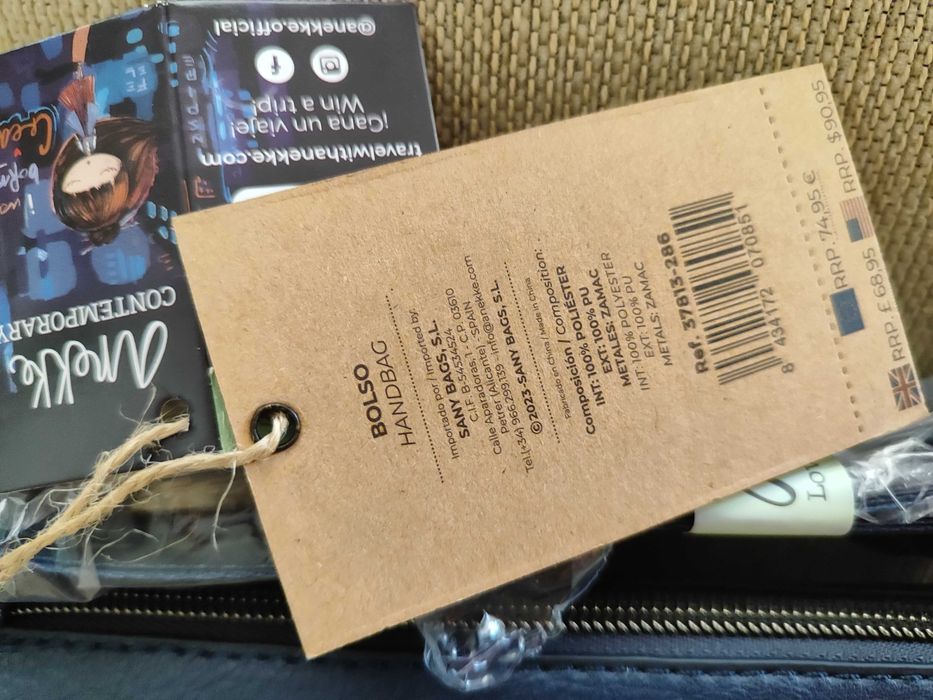 BOLSO
HANDBAG
Importado por / Imported by:
SANY BAGS, S.L.
C.I.F. B-54534524
Calle Aparadoras, 1 - C.P. 03610
Petrer (Alicante) - SPAIN
Tel.(+34) 966 299 139 - info@anekke.com
©2023-SANY BAGS, S.L.
Fabricado en china / Made in china
Composición / Composition:
INT: 100% POLIÉSTER
EXT: 100% PU
METALES: ZAMAC
INT: 100% POLYESTER
EXT: 100% PU
METALS: ZAMAC
Ref. 37813-286
8 434172 070851
RRP £ 68,95
RRP 74,95 €
RRP $90,95
travelwithanekke.com
¡Gana un viaje!
Win a trip!
@anekke.official
Anekke
CONTEMPORARY